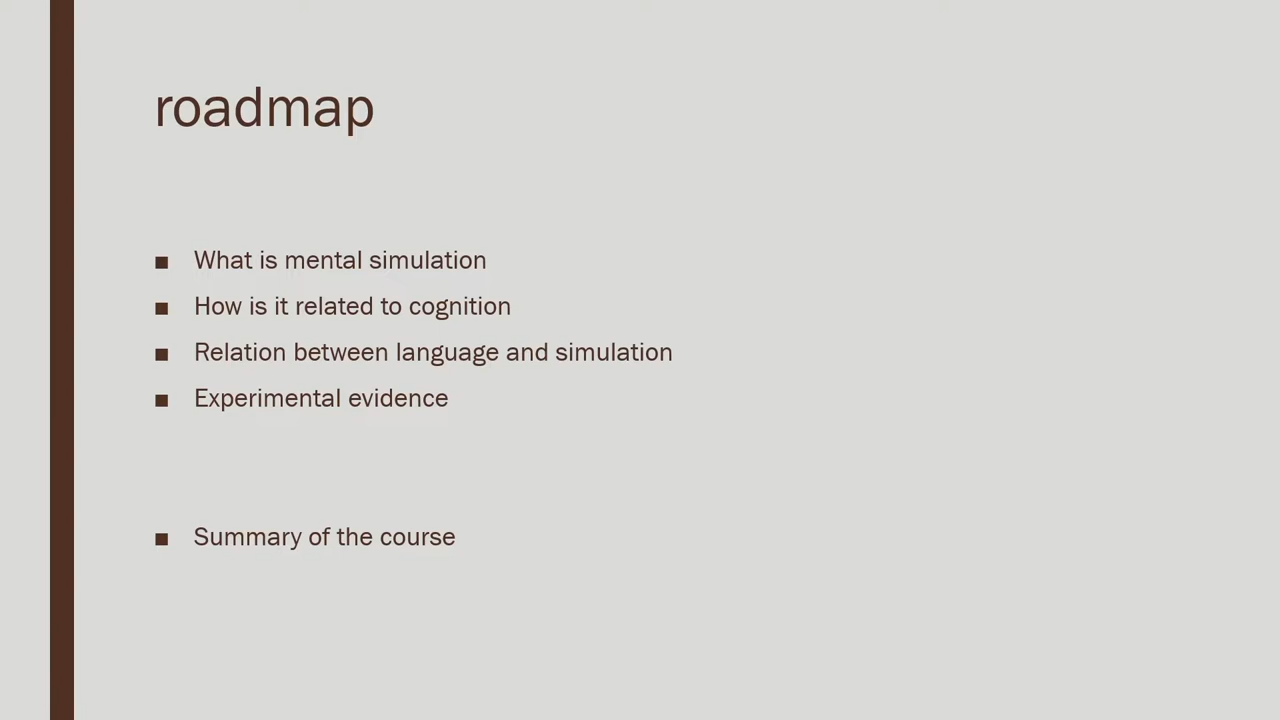 roadmap
What is mental simulation
How is it related to cognition
Relation between language and simulation
Experimental evidence
Summary of the course